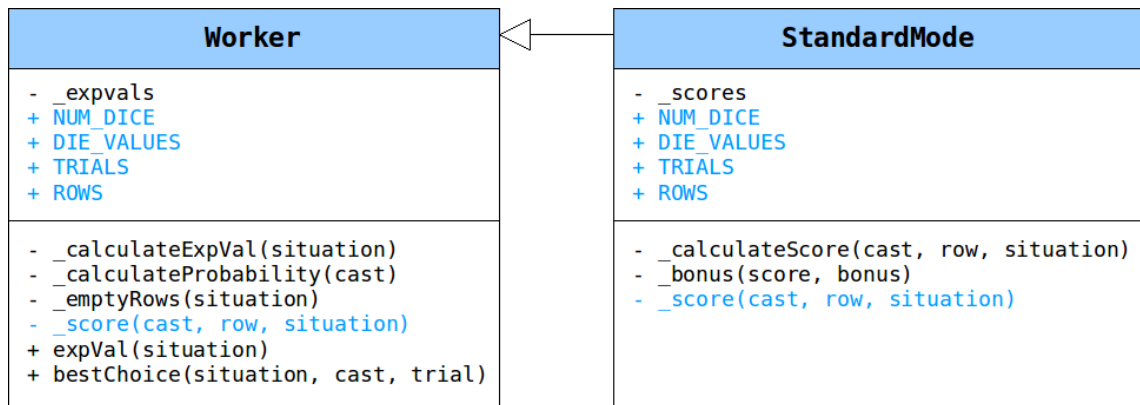 Worker
- _expvals
+ NUM_DICE
+ DIE_VALUES
+ TRIALS
+ ROWS
- _calculateExpVal(situation)
- _calculateProbability(cast)
- _emptyRows(situation)
- _score(cast, row, situation)
+ expVal(situation)
+ bestChoice(situation, cast, trial)
StandardMode
- _scores
+ NUM_DICE
+ DIE_VALUES
+ TRIALS
+ ROWS
- _calculateScore(cast, row, situation)
- _bonus(score, bonus)
- _score(cast, row, situation)